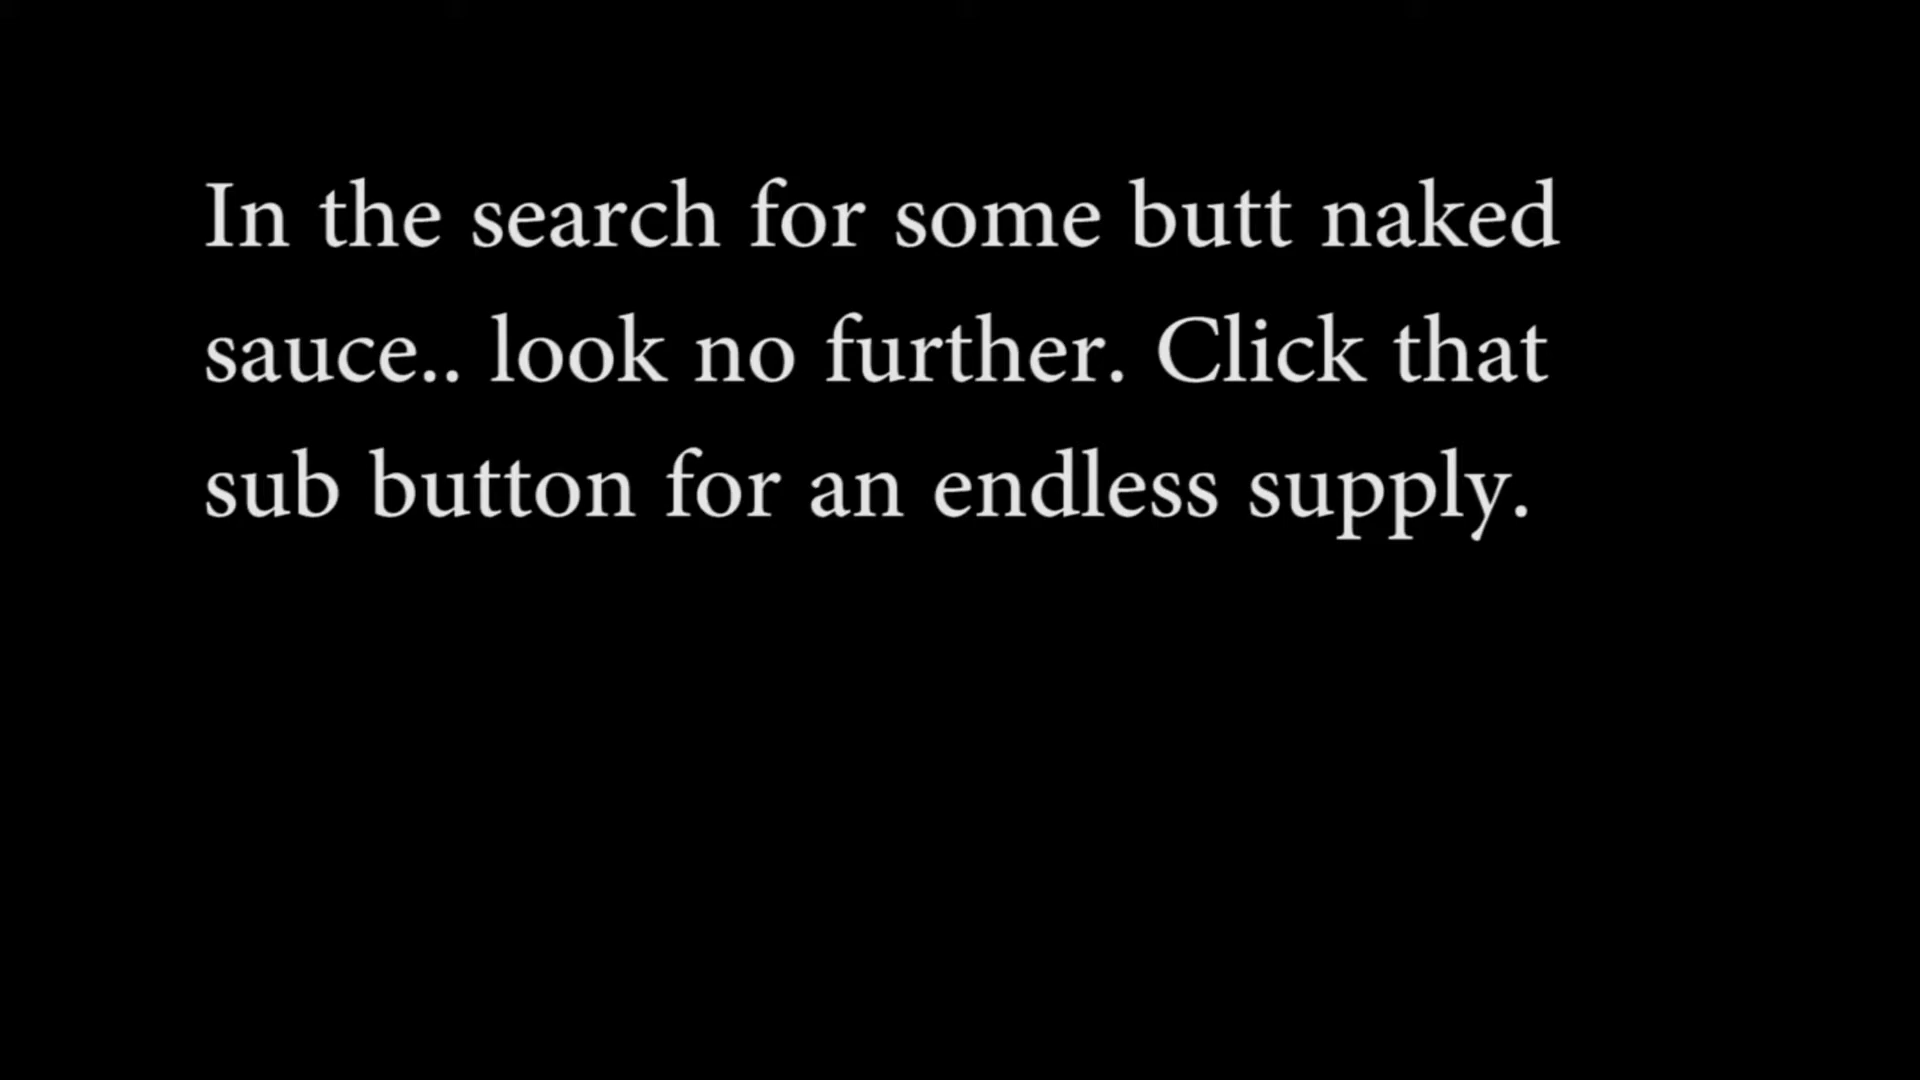 In the search for some butt naked
sauce.. look no further. Click that
sub button for an endless supply.